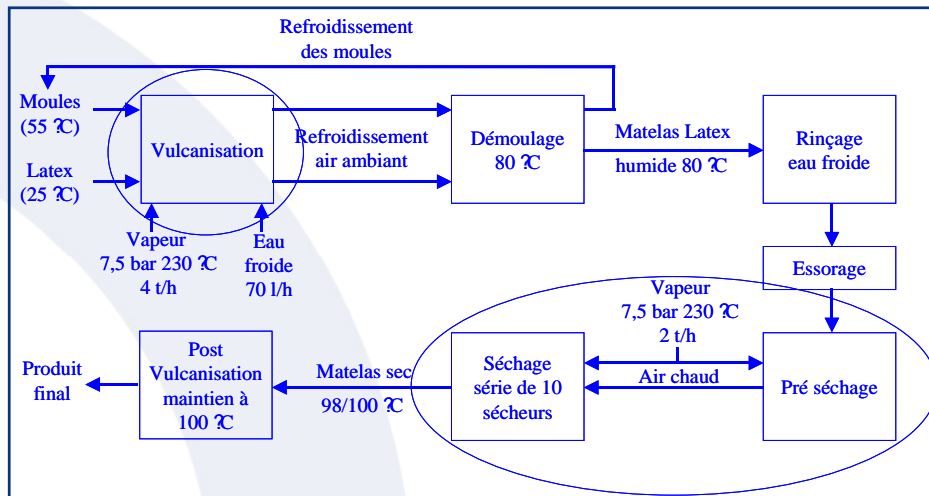 Refroidissement
des moules
Moules
(55 ?C)
Latex
(25 ?C)
Vulcanisation
Refroidissement
air ambiant
Démoulage
80 ?C
Matelas Latex
humide 80 ?C
Rinçage
eau froide
Vapeur
7,5 bar 230 ?C
4 t/h
Eau
froide
70 l/h
Essorage
Vapeur
7,5 bar 230 ?C
2 t/h
Produit
final
Post
Vulcanisation
maintien à
100 ?C
Matelas sec
98/100 ?C
Séchage
série de 10
sécheurs
Air chaud
Pré séchage